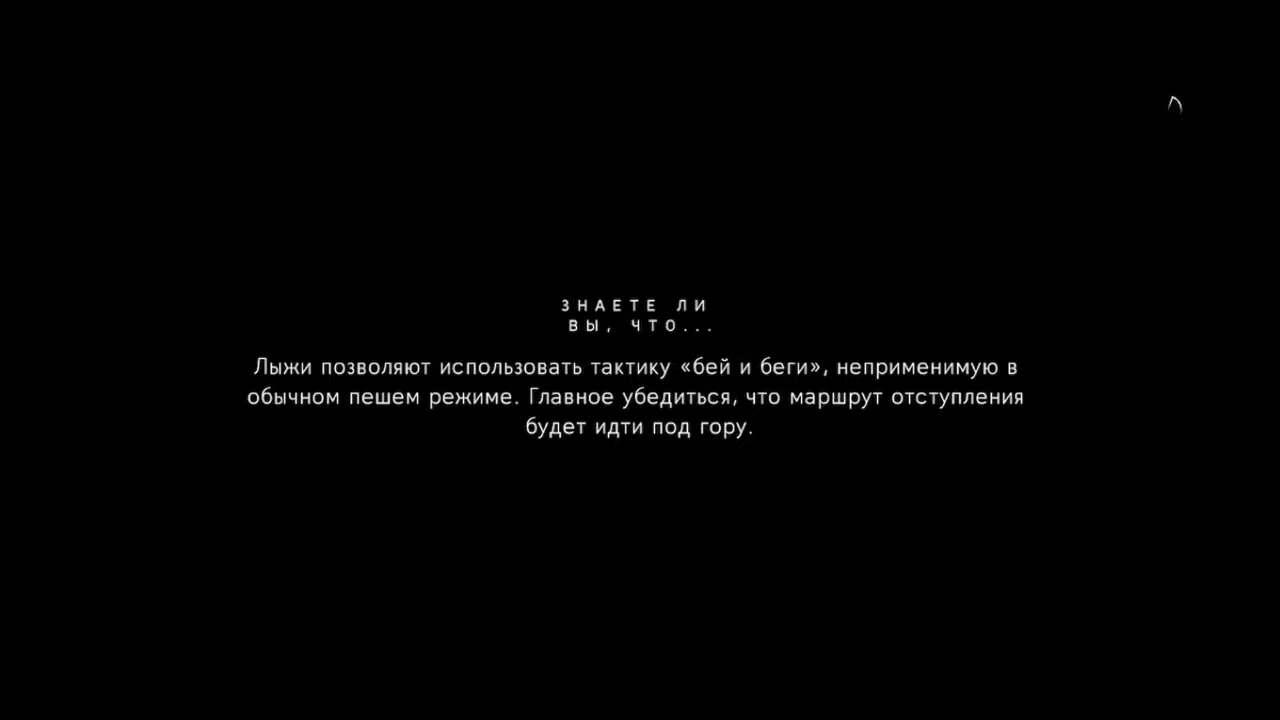 ЗНАЕТЕ ЛИ
ВЫ, ЧТО...
Лыжи позволяют использовать тактику «бей и беги», неприменимую в
обычном пешем режиме. Главное убедиться, что маршрут отступления
будет идти под гору.